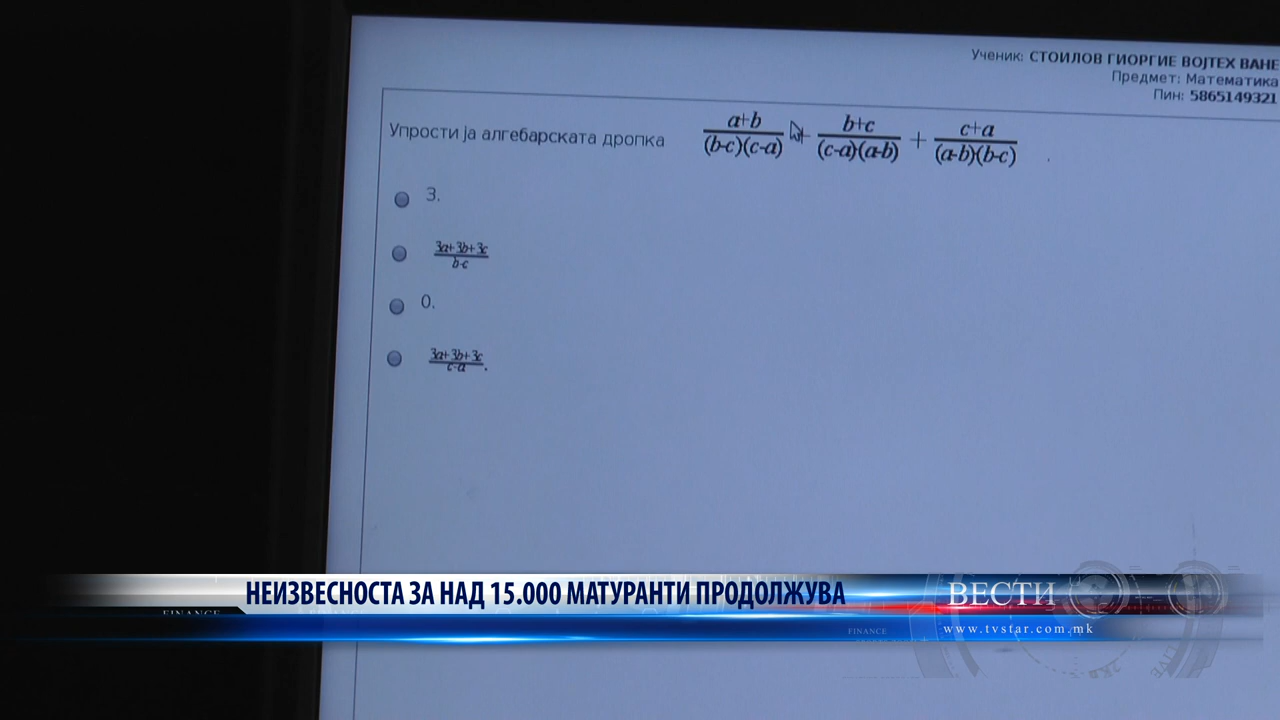 Ученик: СТОИЛОВ ГИОРГИЕ ВОЈТЕХ ВАНЕ
Предмет: Математика
Пин: 5865149321
Упрости ја алгебарската дропка a+b/(b-c)(c-a) + b+c/(c-a)(a-b) + c+a/(a-b)(b-c) .
3.
3a+3b+3c/b-c
0.
3a+3b+3c/c-a.
НЕИЗВЕСНОСТА ЗА НАД 15.000 МАТУРАНТИ ПРОДОЛЖУВА
ВЕСТИ
FINANCE
FINANCE
www.tvstar.com.mk